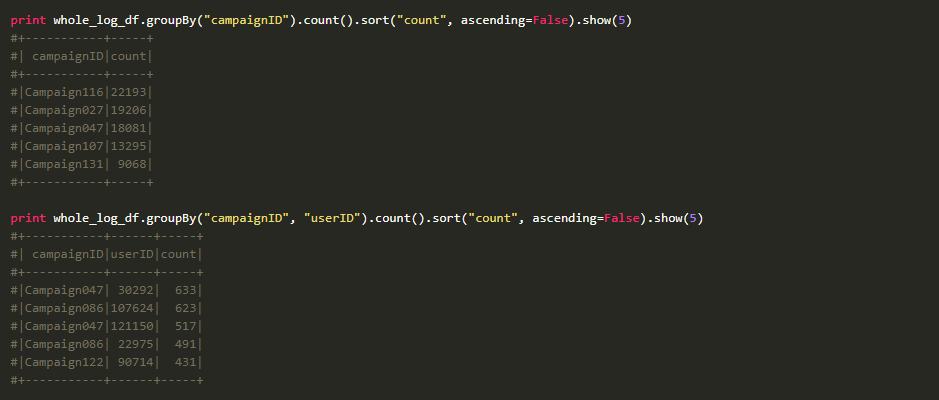 print whole_log_df.groupBy("campaignID").count().sort("count", ascending=False).show(5)
#+-----------+-----+
#| campaignID|count|
#+-----------+-----+
#|Campaign116|22193|
#|Campaign027|19206|
#|Campaign047|18081|
#|Campaign107|13295|
#|Campaign131| 9068|
#+-----------+-----+
print whole_log_df.groupBy("campaignID", "userID").count().sort("count", ascending=False).show(5)
#+-----------+------+-----+
#| campaignID|userID|count|
#+-----------+------+-----+
#|Campaign047| 30292|  633|
#|Campaign086|107624|  623|
#|Campaign047|121150|  517|
#|Campaign086| 22975|  491|
#|Campaign122| 90714|  431|
#+-----------+------+-----+